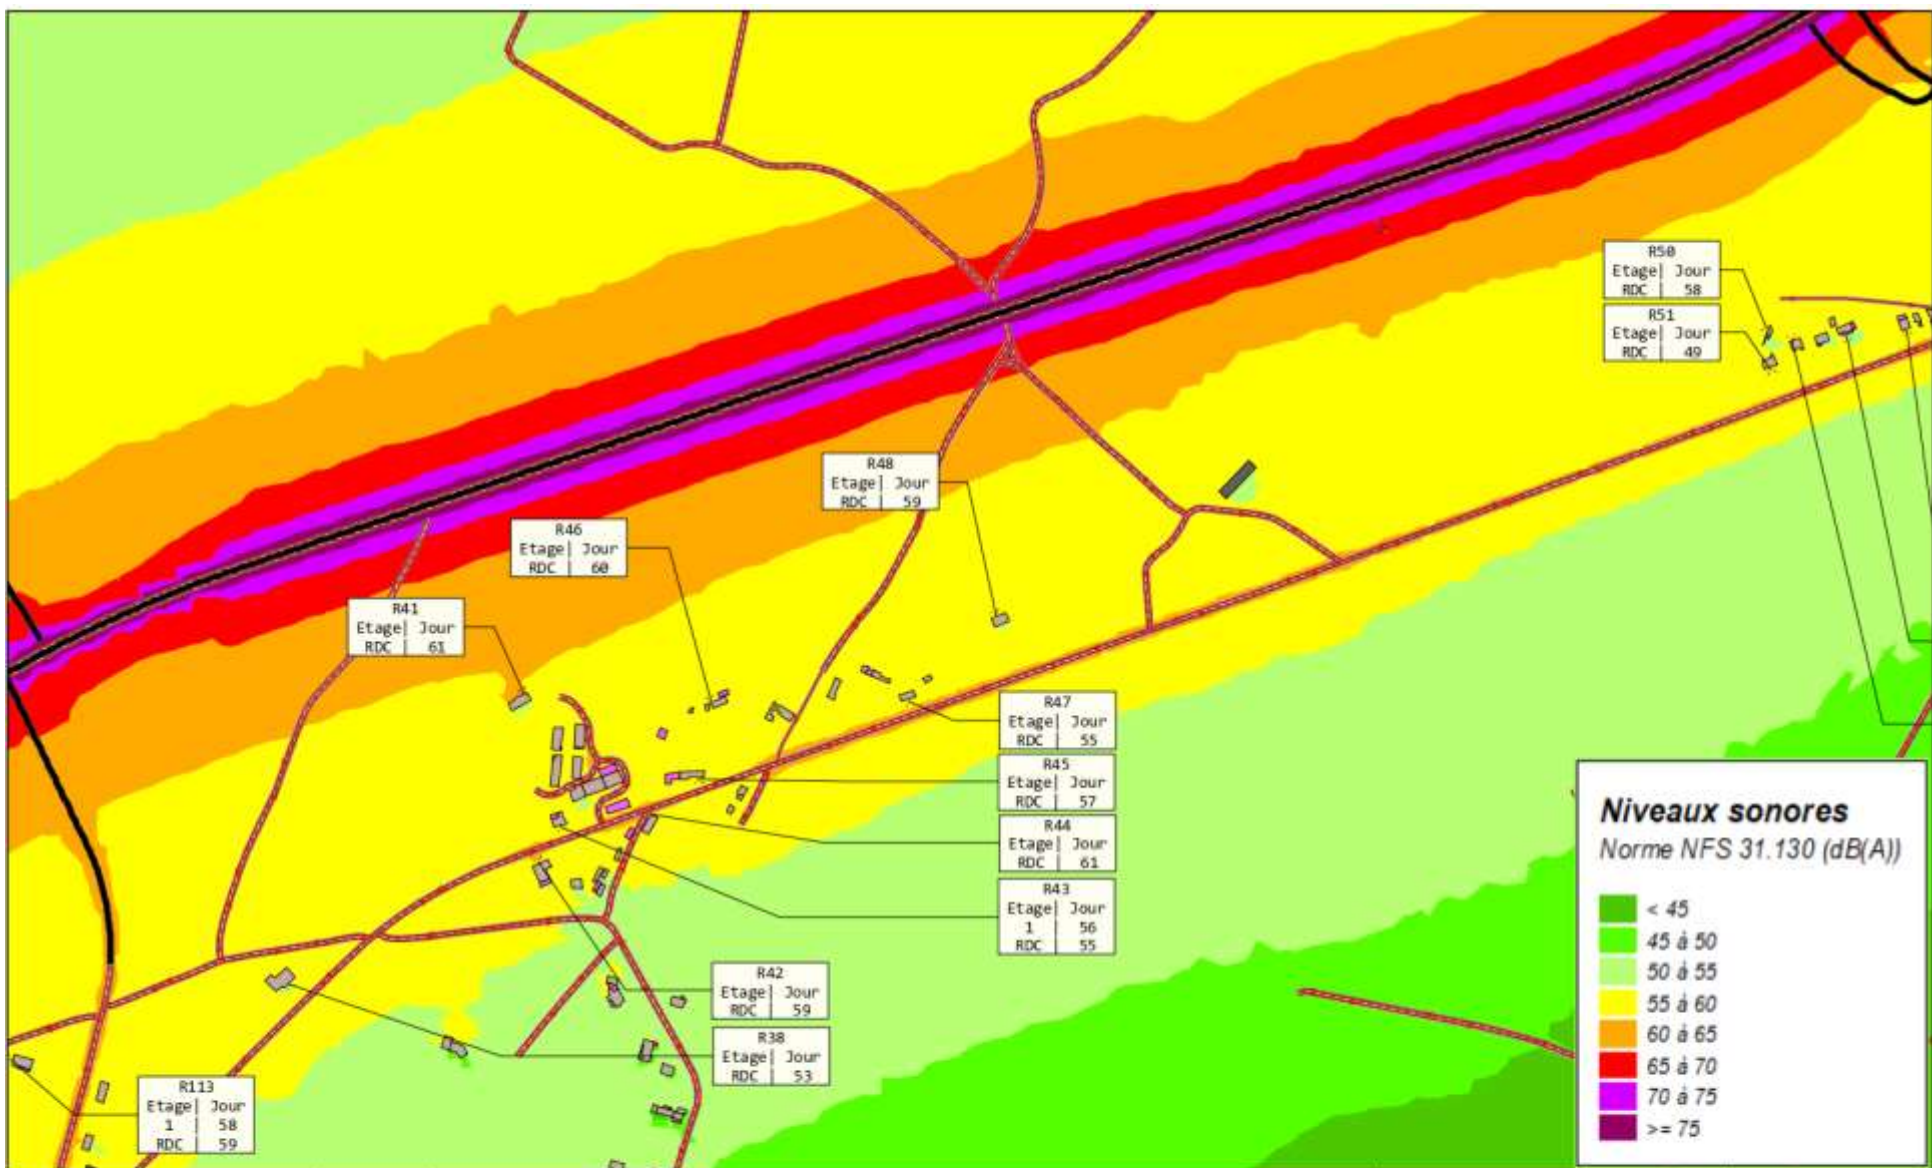 R50
Etage| Jour
RDC | 58
R51
Etage| Jour
RDC | 49
R48
Etage| Jour
RDC | 59
R46
Etage| Jour
RDC | 60
R41
Etage| Jour
RDC | 61
R47
Etage| Jour
RDC | 55
R45
Etage| Jour
RDC | 57
R44
Etage| Jour
RDC | 61
R43
Etage| Jour
1 | 56
RDC | 55
R42
Etage| Jour
RDC | 59
R38
Etage| Jour
RDC | 53
R113
Etage| Jour
1 | 58
RDC | 59
Niveaux sonores
Norme NFS 31.130 (dB(A))
< 45
45 à 50
50 à 55
55 à 60
60 à 65
65 à 70
70 à 75
>= 75